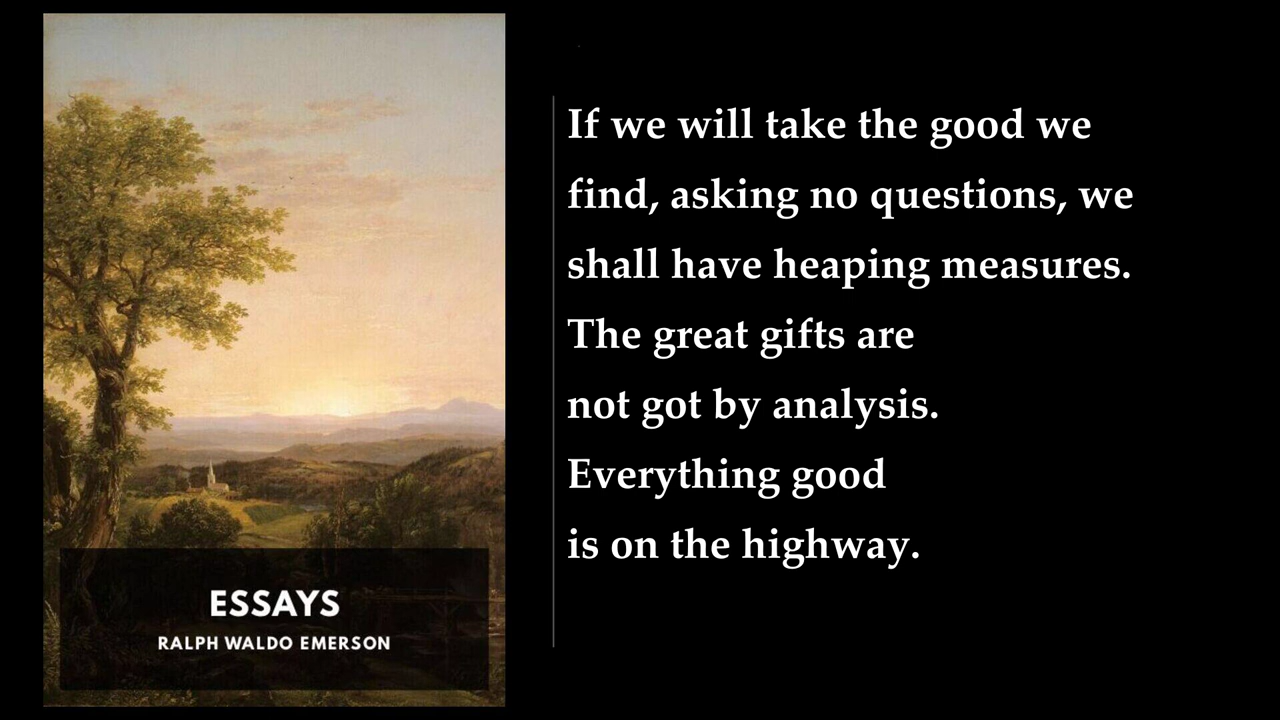 ESSAYS
RALPH WALDO EMERSON
If we will take the good we
find, asking no questions, we
shall have heaping measures.
The great gifts are
not got by analysis.
Everything good
is on the highway.